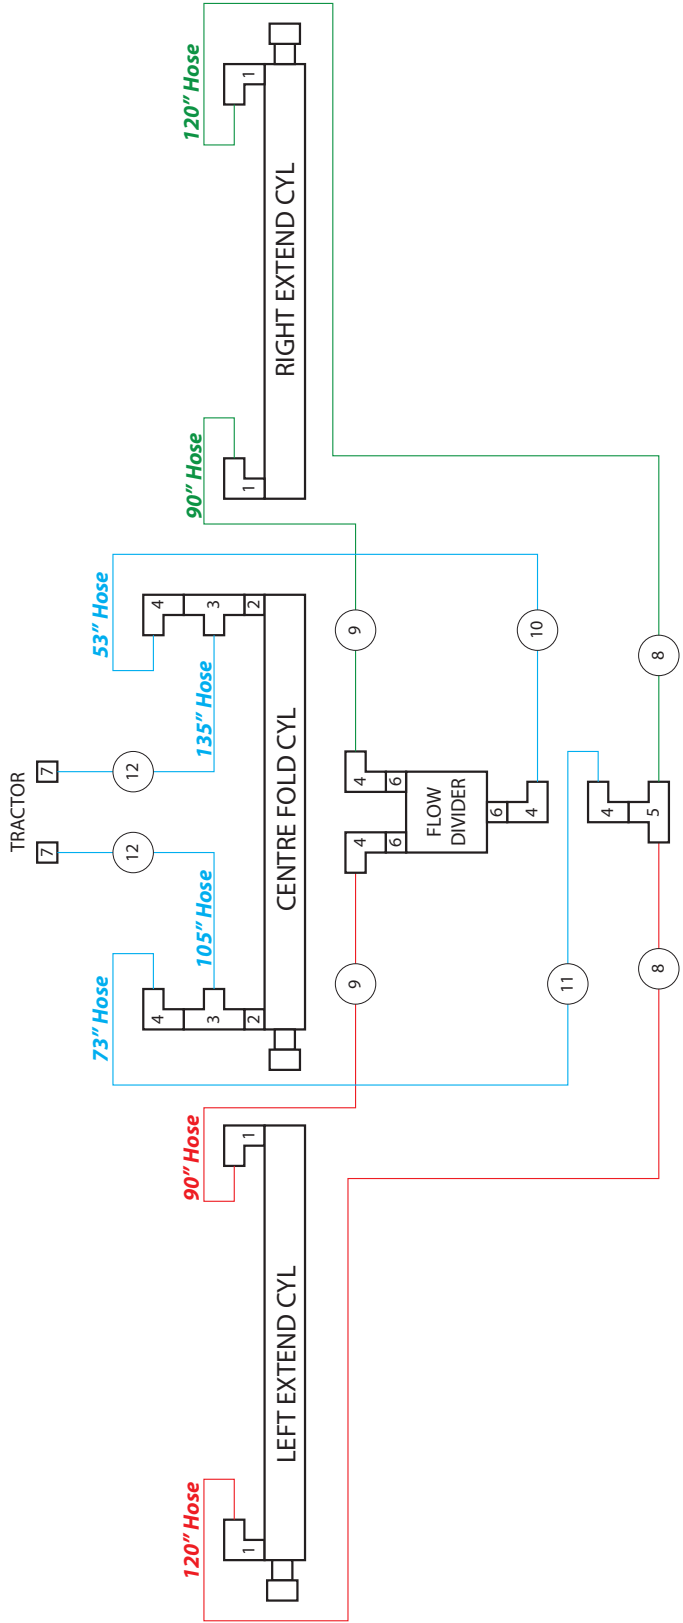 TRACTOR
7
7
12
12
73" Hose
105" Hose
135" Hose
53" Hose
4
3
2
4
3
2
120" Hose
90" Hose
90" Hose
120" Hose
1
1
1
1
LEFT EXTEND CYL
CENTRE FOLD CYL
RIGHT EXTEND CYL
9
4
6
4
6
9
FLOW
DIVIDER
6
4
10
11
4
5
8
8